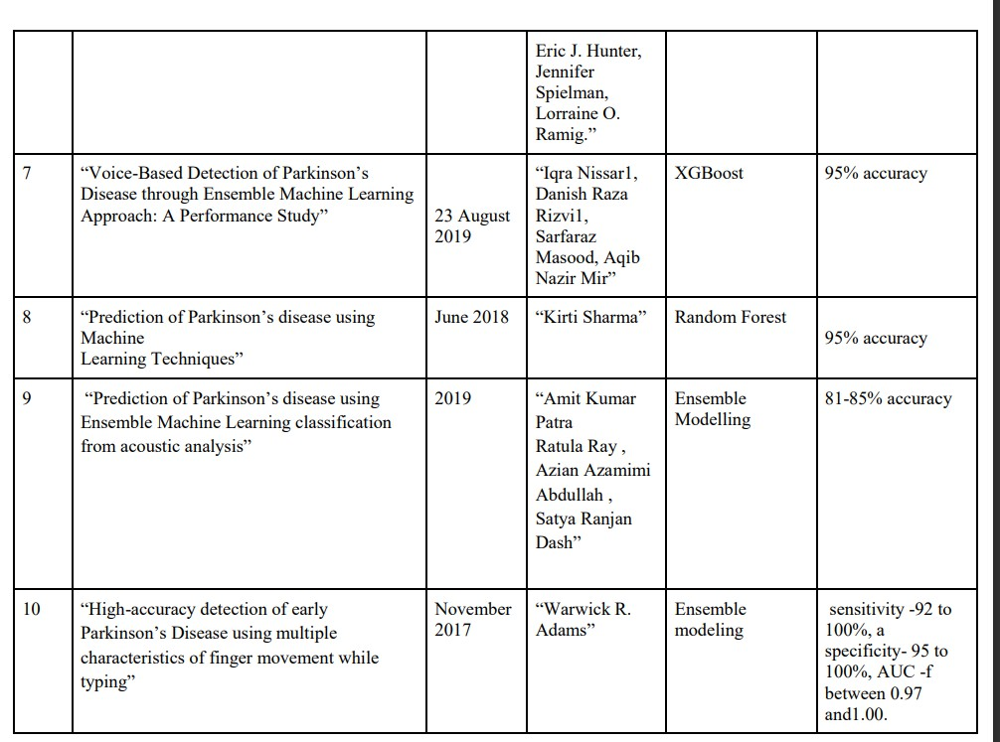 Eric J. Hunter,
Jennifer
Spielman,
Lorraine O.
Ramig.”
7
“Voice-Based Detection of Parkinson’s
Disease through Ensemble Machine Learning
Approach: A Performance Study”
23 August
2019
“Iqra Nissar1,
Danish Raza
Rizvi1,
Sarfaraz
Masood, Aqib
Nazir Mir”
XGBoost
95% accuracy
8
“Prediction of Parkinson’s disease using
Machine
Learning Techniques”
June 2018
“Kirti Sharma”
Random Forest
95% accuracy
9
“Prediction of Parkinson’s disease using
Ensemble Machine Learning classification
from acoustic analysis”
2019
“Amit Kumar
Patra
Ratula Ray ,
Azian Azamimi
Abdullah ,
Satya Ranjan
Dash”
Ensemble
Modelling
81-85% accuracy
10
“High-accuracy detection of early
Parkinson’s Disease using multiple
characteristics of finger movement while
typing”
November
2017
“Warwick R.
Adams”
Ensemble
modeling
sensitivity -92 to
100%, a
specificity- 95 to
100%, AUC -f
between 0.97
and1.00.